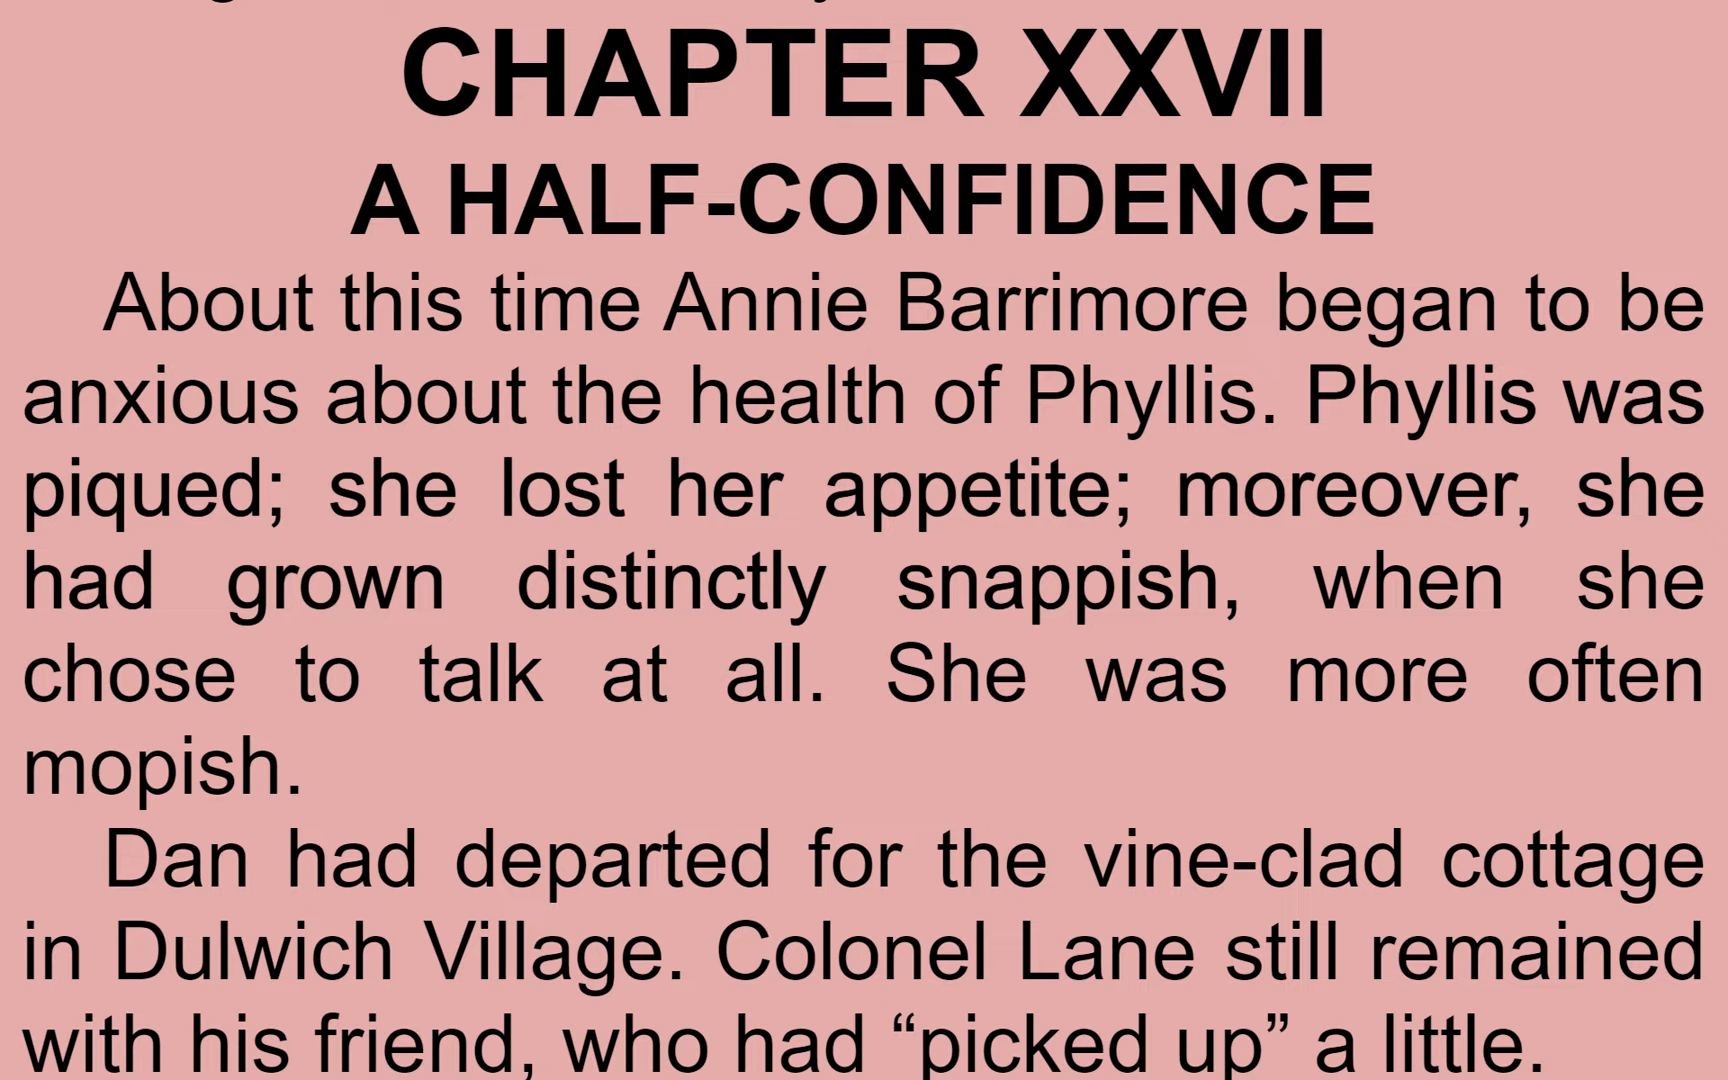 CHAPTER XXVII
A HALF-CONFIDENCE
About this time Annie Barrimore began to be
anxious about the health of Phyllis. Phyllis was
piqued; she lost her appetite; moreover, she
had grown distinctly snappish, when she
chose to talk at all. She was more often
mopish.
Dan had departed for the vine-clad cottage
in Dulwich Village. Colonel Lane still remained
with his friend, who had “picked up” a little.